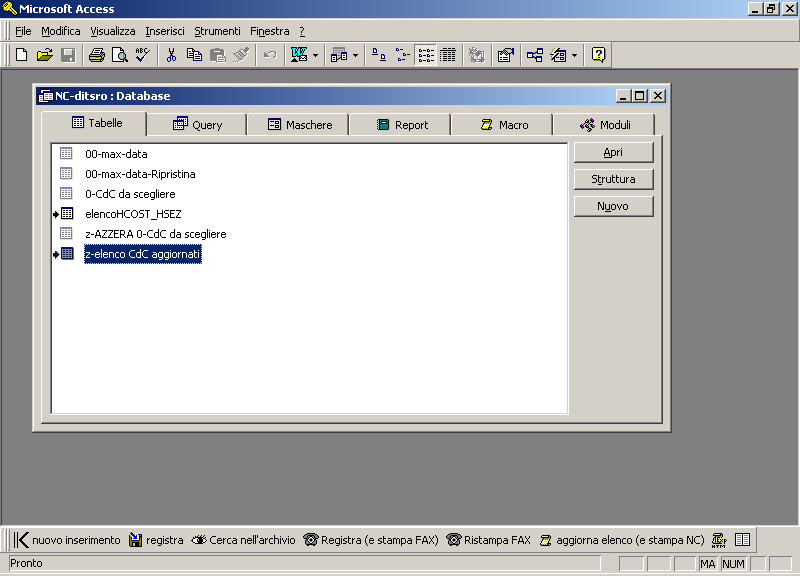 Microsoft Access
File Modifica Visualizza Inserisci Strumenti Finestra ?
NC-ditsro : Database
Tabelle Query Maschere Report Macro Moduli
00-max-data
00-max-data-Ripristina
0-CdC da scegliere
elencoHCOST_HSEZ
z-AZZERA 0-CdC da scegliere
z-elenco CdC aggiornati
Apri
Struttura
Nuovo
nuovo inserimento registra Cerca nell'archivio Registra (e stampa FAX) Ristampa FAX aggiorna elenco (e stampa NC)
Pronto MA NUM